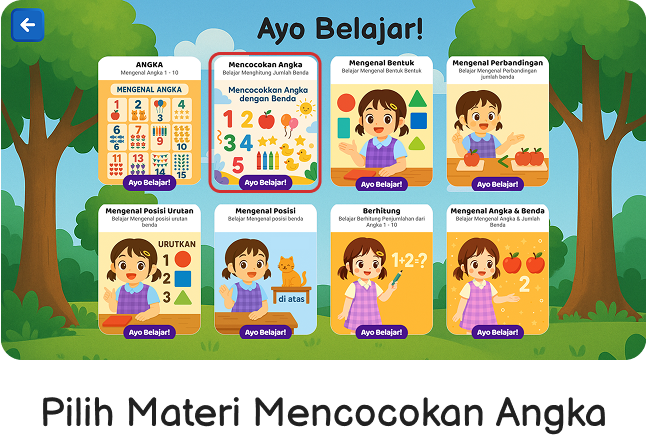 Ayo Belajar!
ANGKA
Mengenal Angka 1 - 10
MENGENAL ANGKA
1 2 3 4
5
6 7 9 10
11 13 14 15
Ayo Belajar!
Mencocokan Angka
Belajar Menghitung Jumlah Benda
Mencocokkan Angka
dengan Benda
1 2
3 4
5
Ayo Belajar!
Mengenal Bentuk
Belajar Mengenal Bentuk Bentuk
Ayo Belajar!
Mengenal Perbandingan
Belajar Mengenal Perbandingan
jumlah benda
<
Ayo Belajar!
Mengenal Posisi Urutan
Belajar Mengenal posisi urutan
benda
URUTKAN
1
2
3
Ayo Belajar!
Mengenal Posisi
Belajar Mengenal posisi benda
di atas
Ayo Belajar!
Berhitung
Belajar Berhitung Penjumlahan dari
Angka 1 - 10
1+2=?
Ayo Belajar!
Mengenal Angka & Benda
Belajar Mengenal Angka & Jumlah
Benda
2
Ayo Belajar!
Pilih Materi Mencocokan Angka